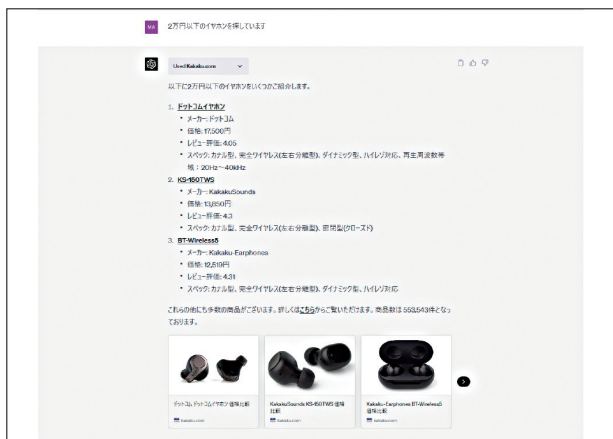 MA
2万円以下のイヤホンを探しています
Used Kakaku.com
以下に2万円以下のイヤホンをいくつかご紹介します。
1. ドットコムイヤホン
• メーカー: ドットコム
• 価格: 17,500円
• レビュー評価: 4.05
• スペック: カナル型、完全ワイヤレス(左右分離型)、ダイナミック型、ハイレゾ対応、再生周波数帯
域：20Hz～40kHz
2. KS-150TWS
• メーカー: KakakuSounds
• 価格: 13,850円
• レビュー評価: 4.3
• スペック: カナル型、完全ワイヤレス(左右分離型)、密閉型(クローズド)
3. BT-Wireless5
• メーカー: Kakaku-Earphones
• 価格: 12,519円
• レビュー評価: 4.31
• スペック: カナル型、完全ワイヤレス(左右分離型)、ダイナミック型、ハイレゾ対応
これらの他にも多数の商品がございます。詳しくはこちらからご覧いただけます。商品数は 553,543件となっ
ております。
ドットコム ドットコムイヤホン 価格比較
kakaku.com
KakakuSounds KS-150TWS 価格
比較
kakaku.com
Kakaku-Earphones BT-Wireless5
価格比較
kakaku.com